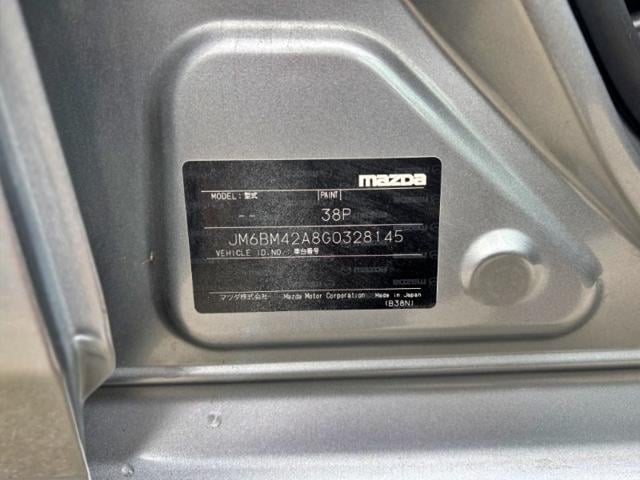 mazda
MODEL: 型式 PAINT
-- 38P
JM6BM42A8G0328145
VEHICLE ID.NO.: 車台番号
マツダ株式会社 Mazda Motor Corporation Made in Japan
(B38N)